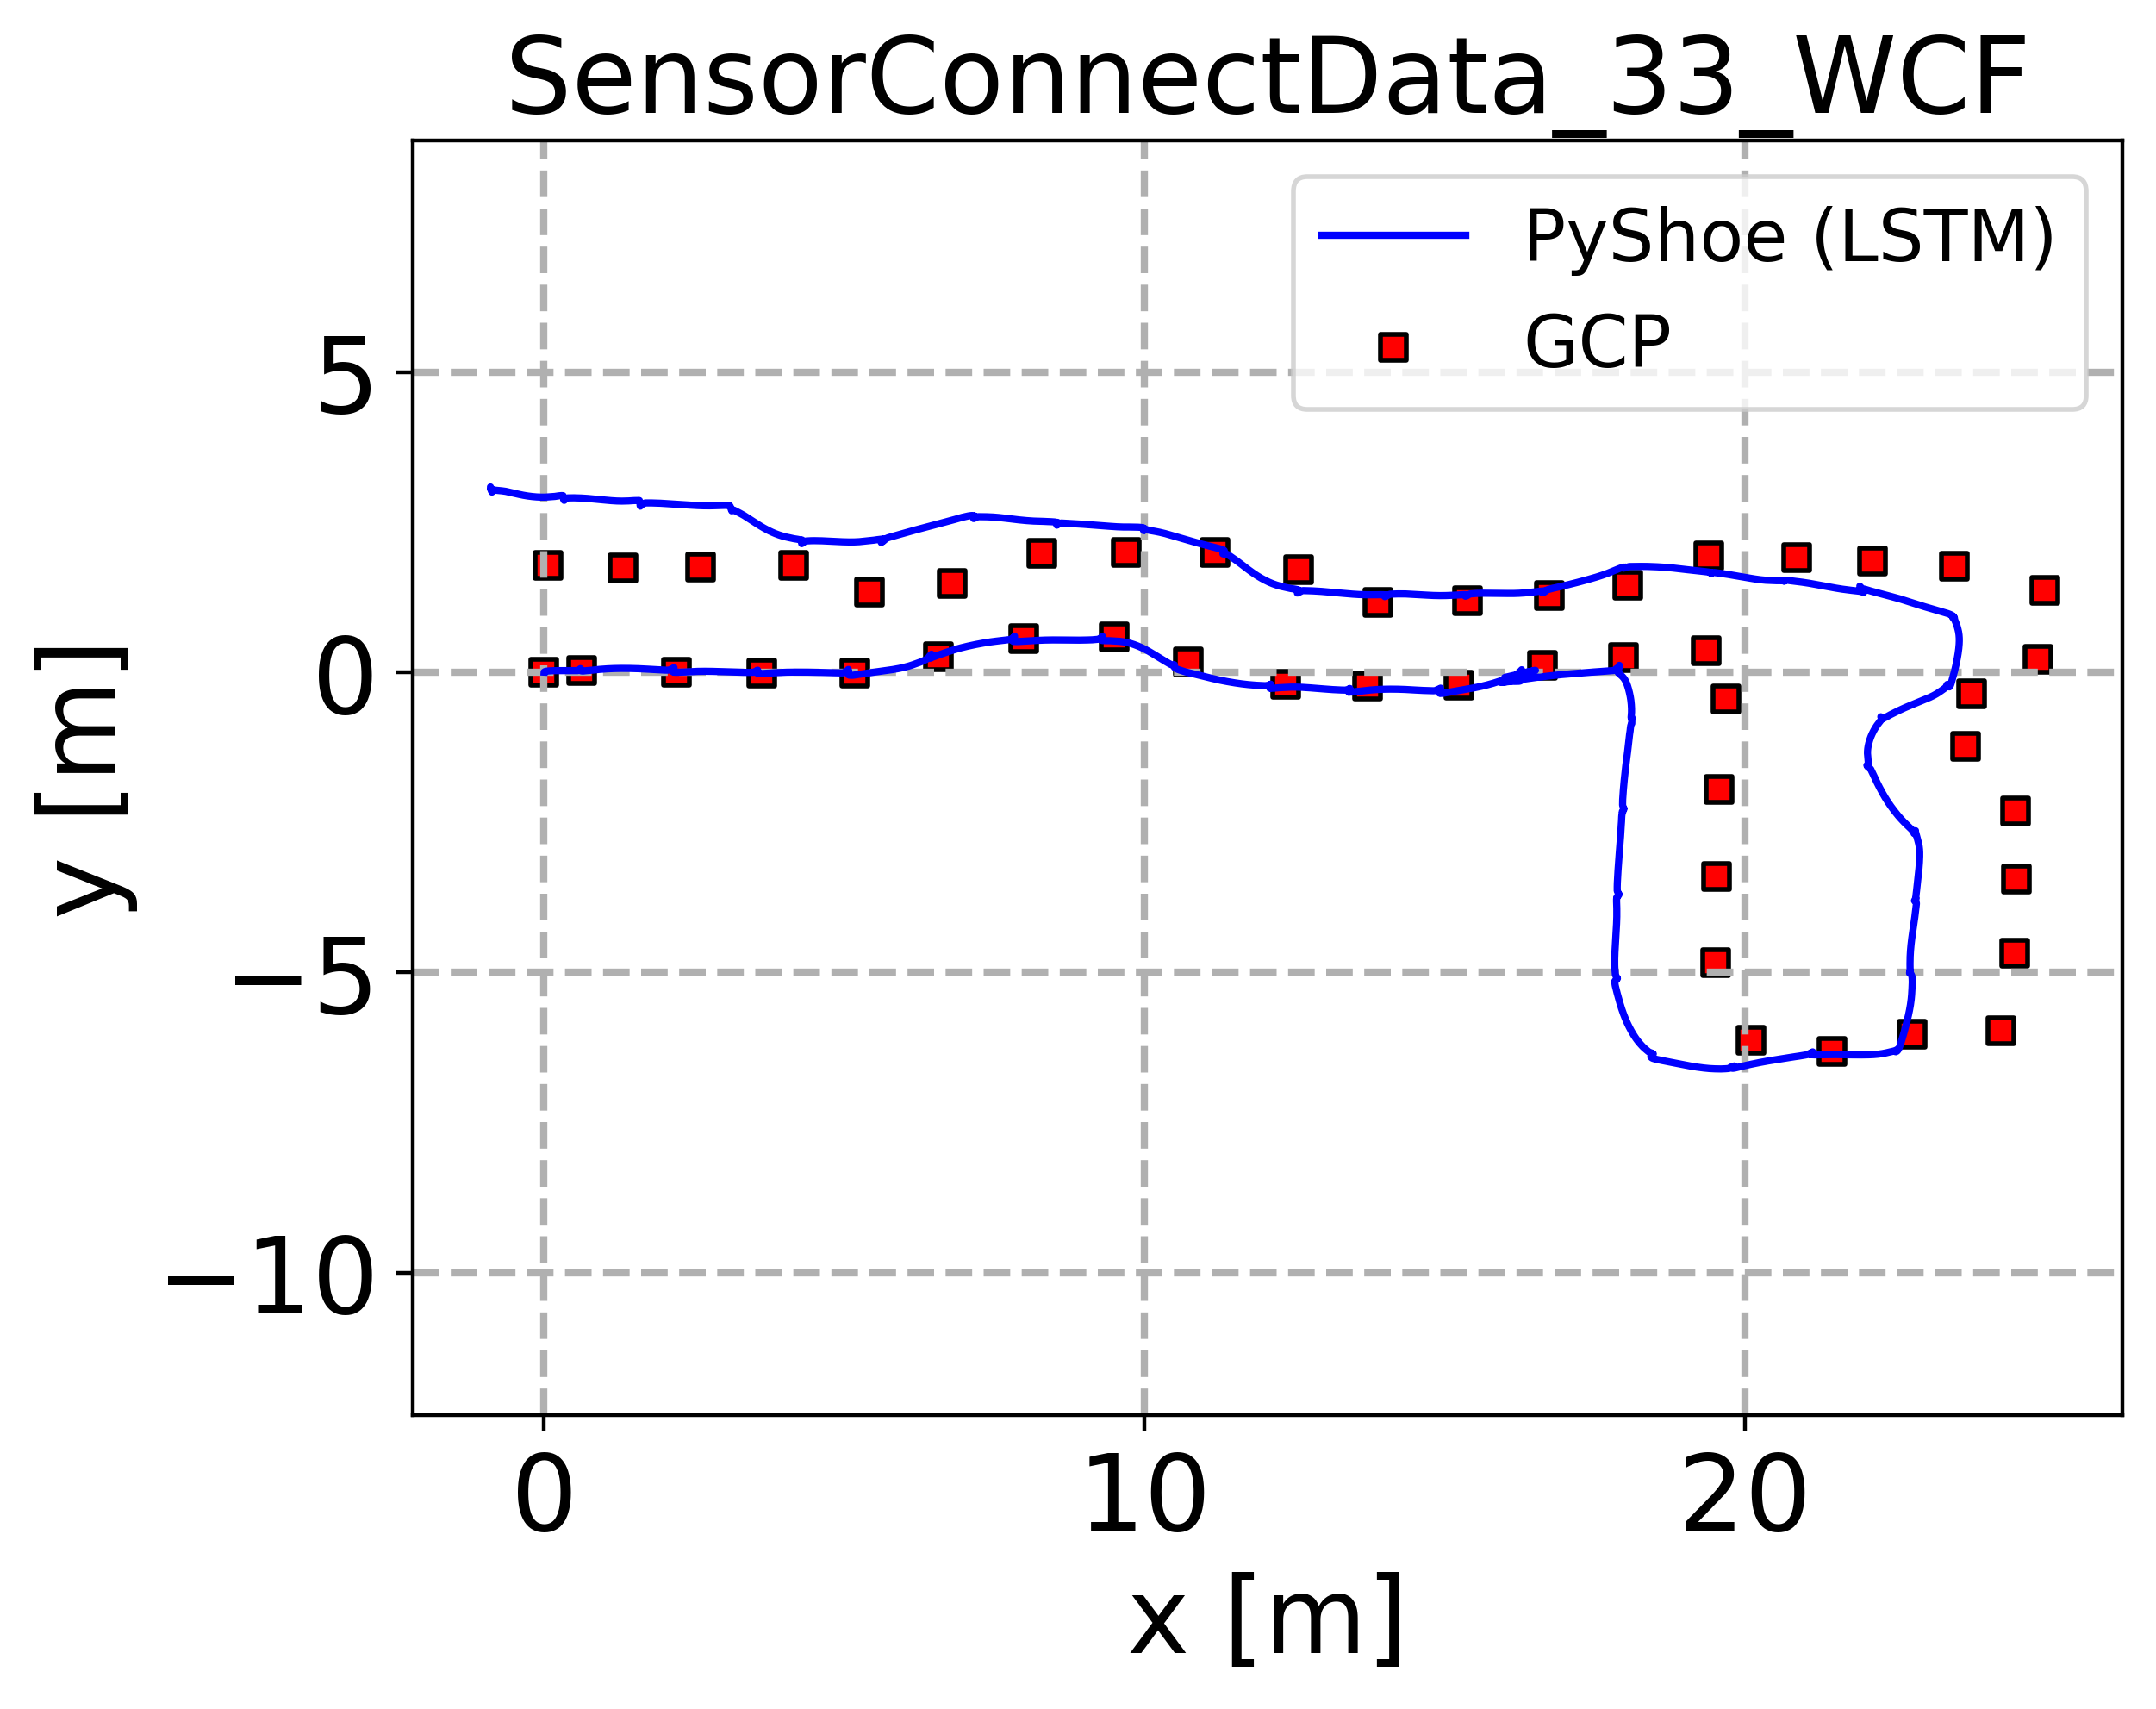 SensorConnectData_33_WCF
PyShoe (LSTM)
GCP
5
0
−5
−10
y [m]
0
10
20
x [m]